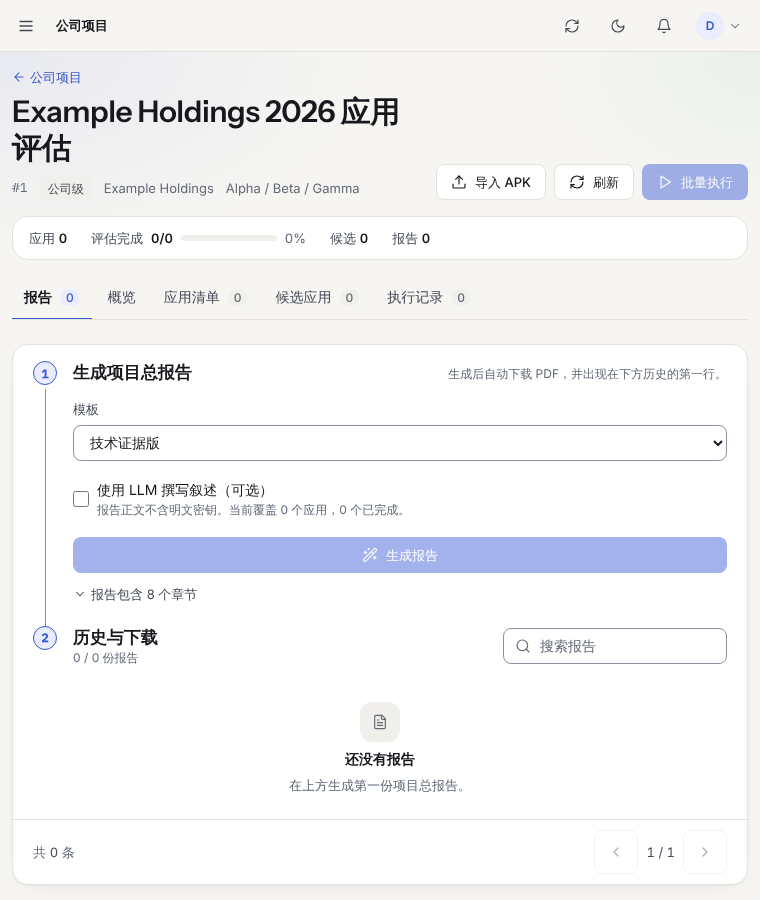 公司项目
D
公司项目
Example Holdings 2026 应用
评估
#1 公司级 Example Holdings Alpha / Beta / Gamma
导入 APK 刷新 批量执行
应用 0 评估完成 0/0 0% 候选 0 报告 0
报告 0 概览 应用清单 0 候选应用 0 执行记录 0
1 生成项目总报告 生成后自动下载 PDF，并出现在下方历史的第一行。
模板
技术证据版
使用 LLM 撰写叙述（可选）
报告正文不含明文密钥。当前覆盖 0 个应用，0 个已完成。
生成报告
报告包含 8 个章节
2 历史与下载
0 / 0 份报告
搜索报告
还没有报告
在上方生成第一份项目总报告。
共 0 条 1 / 1